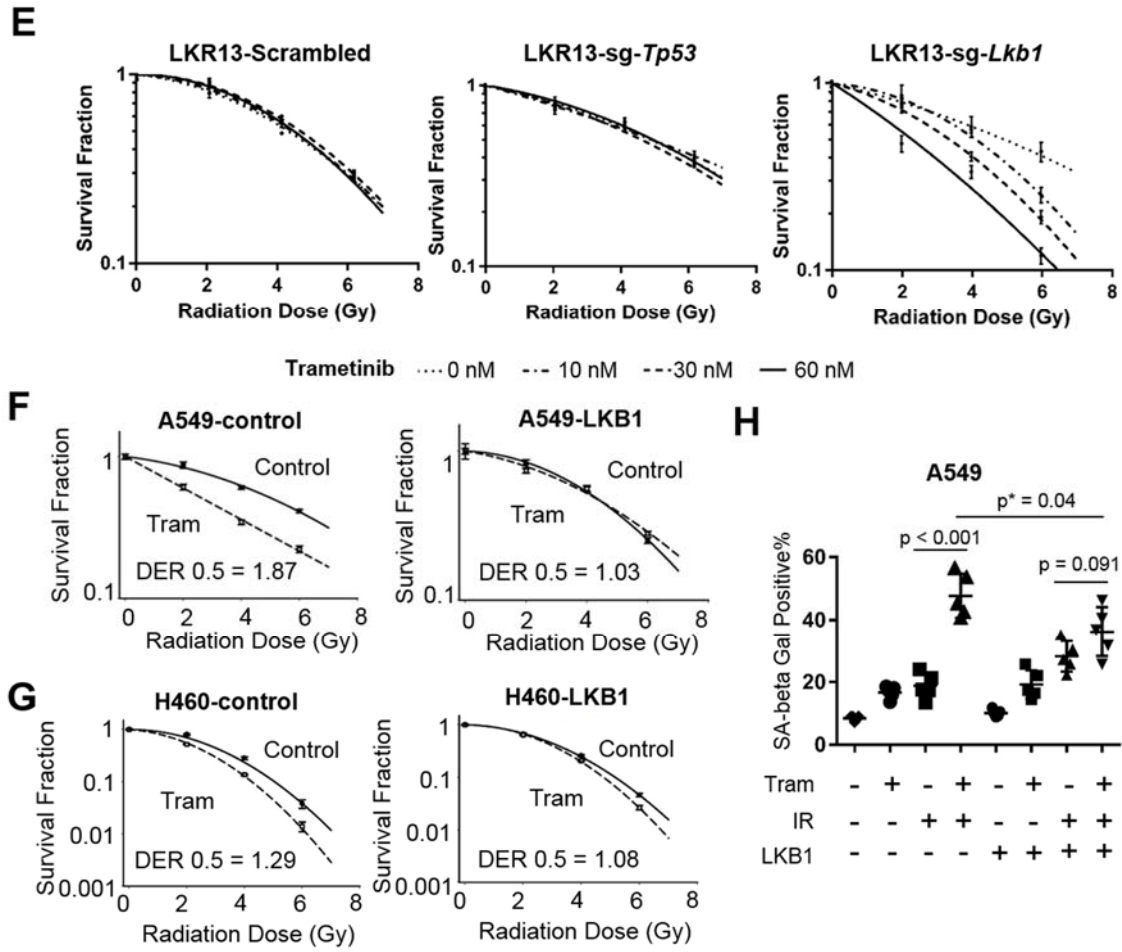 E
LKR13-Scrambled
Survival Fraction
1
0.1
0 2 4 6 8
Radiation Dose (Gy)
LKR13-sg-Tp53
Survival Fraction
1
0.1
0 2 4 6 8
Radiation Dose (Gy)
LKR13-sg-Lkb1
Survival Fraction
1
0.1
0 2 4 6 8
Radiation Dose (Gy)
Trametinib 0 nM 10 nM 30 nM 60 nM
F
A549-control
Survival Fraction
1
0.1
Control
Tram
DER 0.5 = 1.87
0 2 4 6 8
Radiation Dose (Gy)
A549-LKB1
Survival Fraction
1
0.1
Control
Tram
DER 0.5 = 1.03
0 2 4 6 8
Radiation Dose (Gy)
G
H460-control
Survival Fraction
1
0.1
0.01
0.001
Control
Tram
DER 0.5 = 1.29
0 2 4 6 8
Radiation Dose (Gy)
H460-LKB1
Survival Fraction
1
0.1
0.01
0.001
Control
Tram
DER 0.5 = 1.08
0 2 4 6 8
Radiation Dose (Gy)
H
A549
p* = 0.04
p < 0.001
p = 0.091
SA-beta Gal Positive%
60
40
20
0
Tram - + - + - + - +
IR - - + + - - + +
LKB1 - - - - + + + +